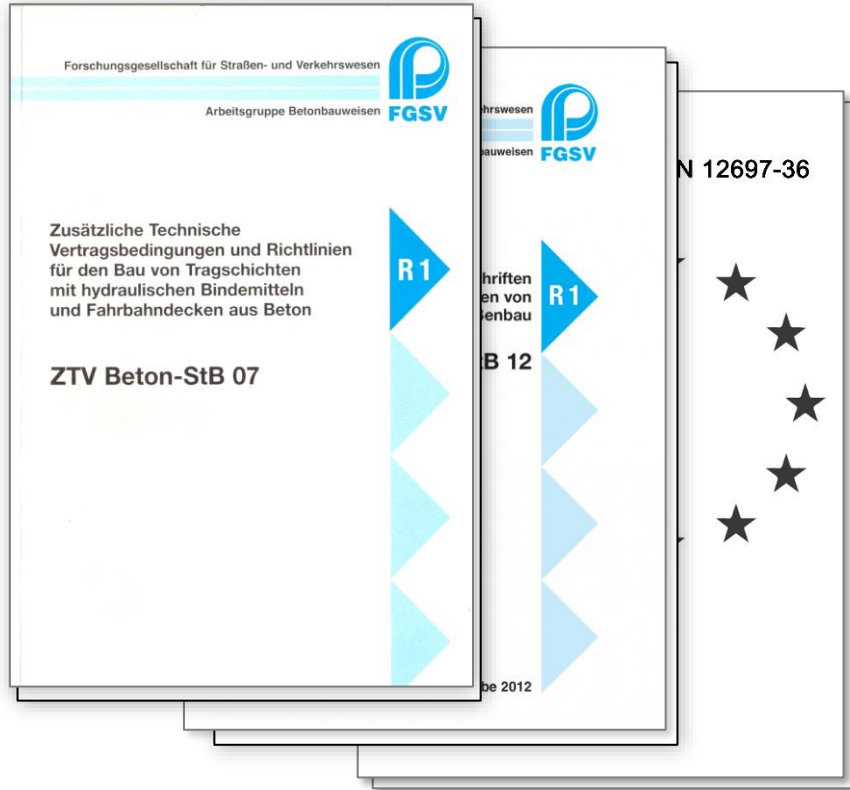 Forschungsgesellschaft für Straßen- und Verkehrswesen
Arbeitsgruppe Betonbauweisen
FGSV
Zusätzliche Technische
Vertragsbedingungen und Richtlinien
für den Bau von Tragschichten
mit hydraulischen Bindemitteln
und Fahrbahndecken aus Beton
R 1
ZTV Beton-StB 07
hrswesen
bauweisen
FGSV
hriften
en von
ßenbau
R 1
B 12
be 2012
N 12697-36